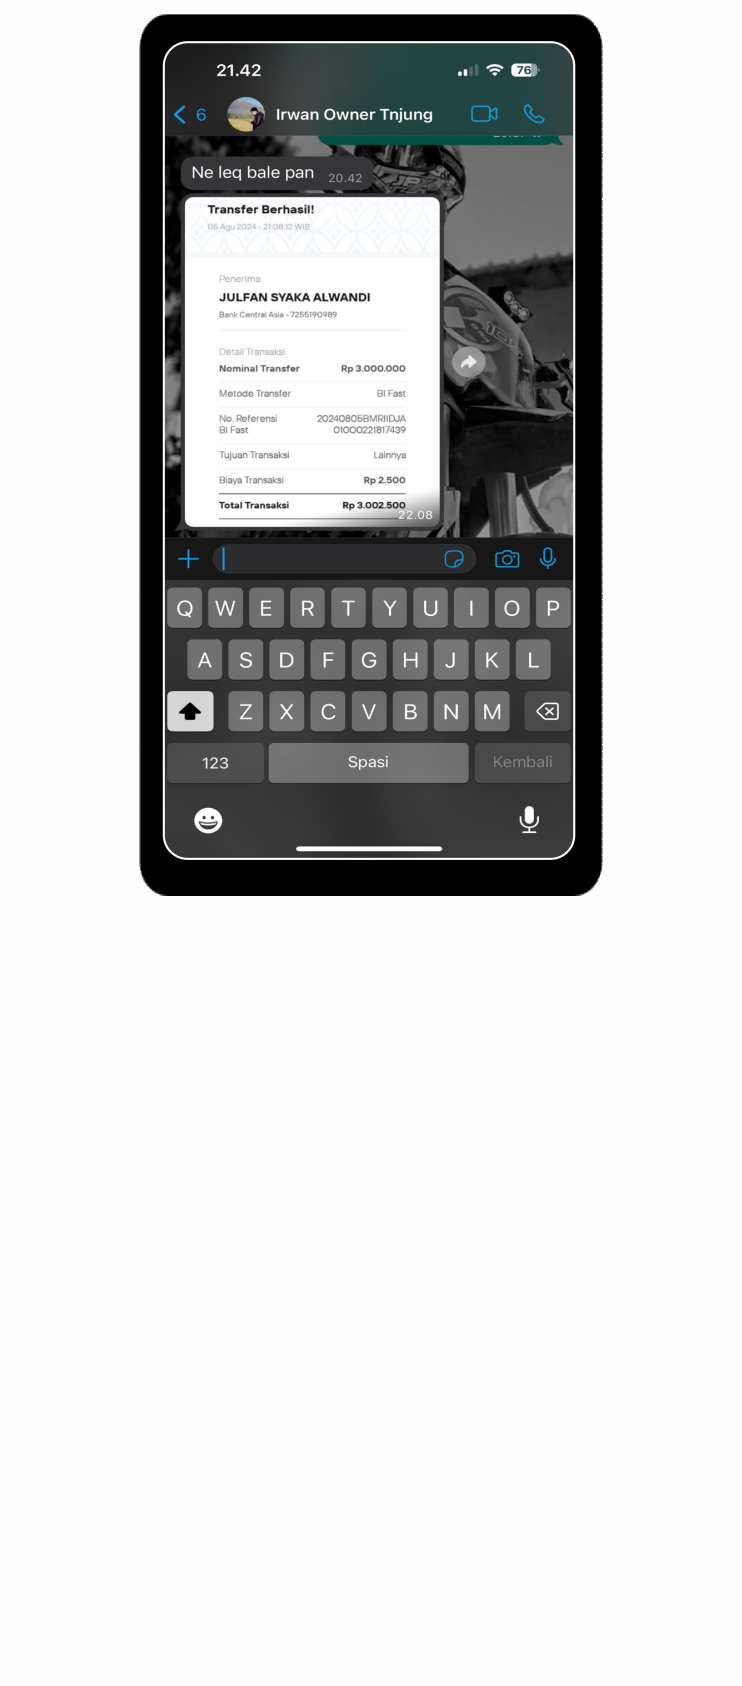 21.42
76
6
Irwan Owner Tnjung
Ne leq bale pan 20.42
Transfer Berhasil!
05 Agu 2024 - 21:08:12 WIB
Penerima
JULFAN SYAKA ALWANDI
Bank Central Asia - 7255190989
Detail Transaksi
Nominal Transfer Rp 3.000.000
Metode Transfer BI Fast
No. Referensi 20240805BMRIIDJA
BI Fast 01000221817439
Tujuan Transaksi Lainnya
Biaya Transaksi Rp 2.500
Total Transaksi Rp 3.002.500
22.08
Q W E R T Y U I O P
A S D F G H J K L
Z X C V B N M
123 Spasi Kembali